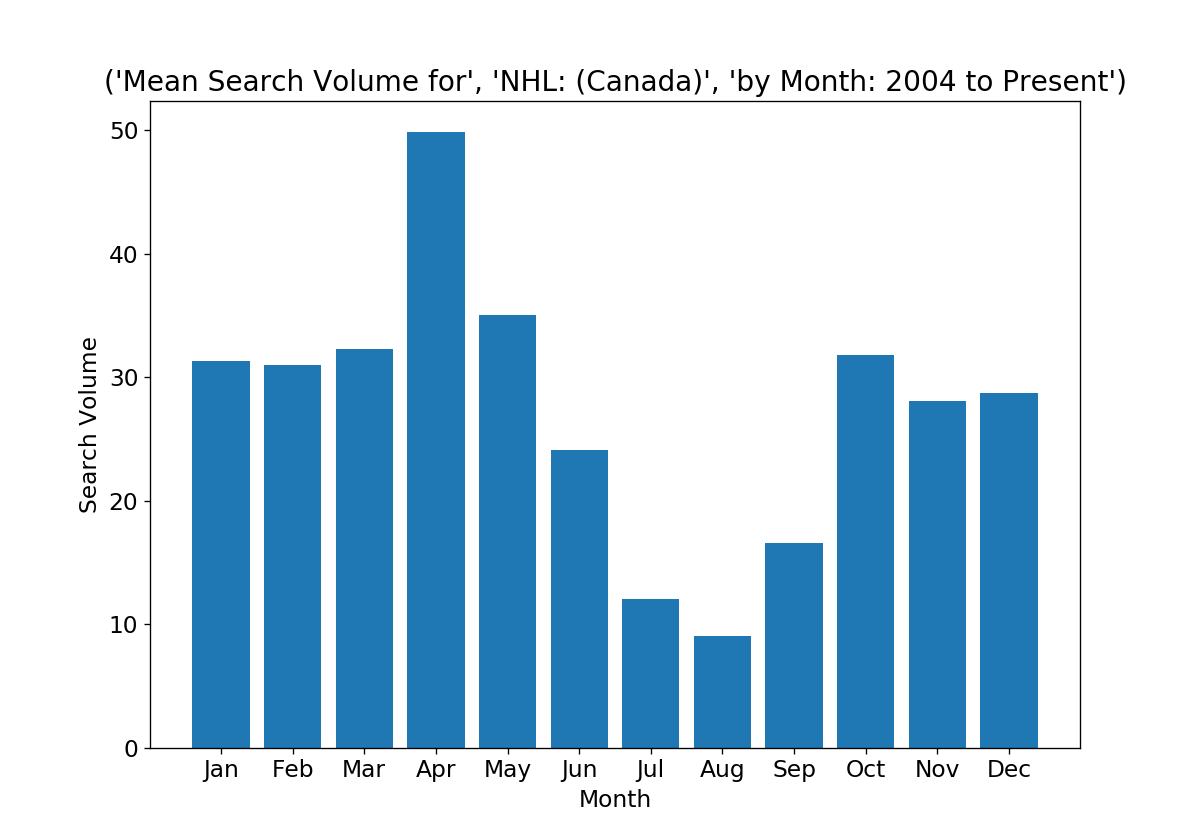 ('Mean Search Volume for', 'NHL: (Canada)', 'by Month: 2004 to Present')
50
40
30
20
10
0
Search Volume
Jan Feb Mar Apr May Jun Jul Aug Sep Oct Nov Dec
Month